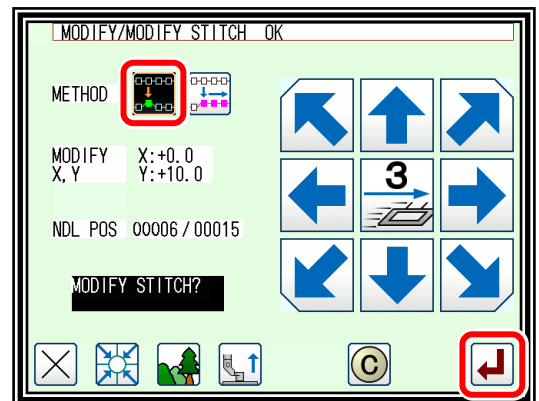 MODIFY/MODIFY STITCH OK
METHOD
MODIFY X:+0.0
X,Y Y:+10.0
3
NDL POS 00006/00015
MODIFY STITCH?
C